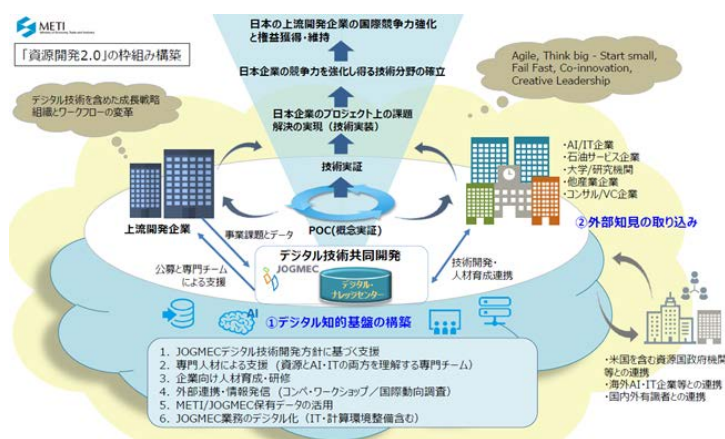 METI
「資源開発2.0」の枠組み構築
日本の上流開発企業の国際競争力強化
と権益獲得・維持
日本企業の競争力を強化し得る技術分野の確立
日本企業のプロジェクト上の課題
解決の実現（技術実装）
技術実証
POC(概念実証)
デジタル技術を含めた成長戦略
組織とワークフローの変革
Agile, Think big - Start small,
Fail Fast, Co-innovation,
Creative Leadership
上流開発企業
・AI/IT企業
・石油サービス企業
・大学/研究機関
・他産業企業
・コンサル/VC企業
②外部知見の取り込み
事業課題とデータ
公募と専門チーム
による支援
デジタル技術共同開発
JOGMEC
デジタル・
ナレッジセンター
技術開発・
人材育成連携
AI
①デジタル知的基盤の構築
1. JOGMECデジタル技術開発方針に基づく支援
2. 専門人材による支援（資源とAI・ITの両方を理解する専門チーム）
3. 企業向け人材育成・研修
4. 外部連携・情報発信（コンペ・ワークショップ／国際動向調査）
5. METI/JOGMEC保有データの活用
6. JOGMEC業務のデジタル化（IT・計算環境整備含む）
・米国を含む資源国政府機関
等との連携
・海外AI・IT企業等との連携
・国内外有識者との連携